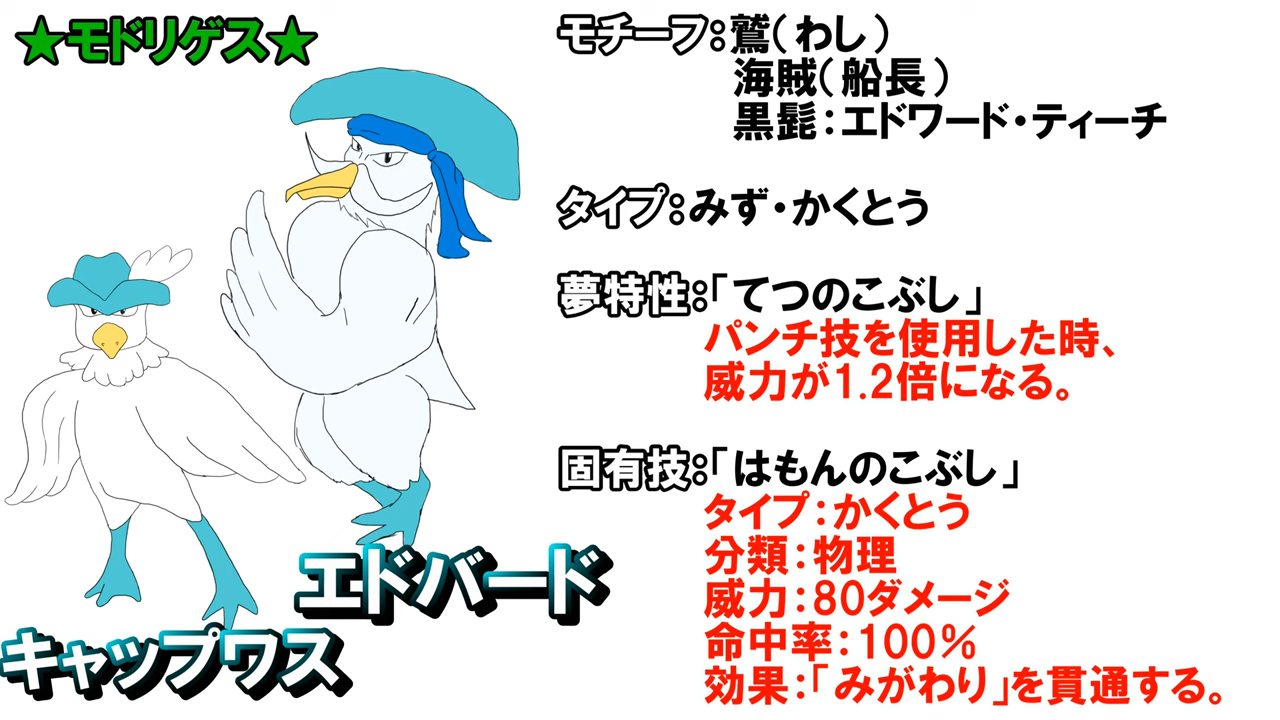 ★モドリゲス★
モチーフ:鷲(わし)
海賊(船長)
黒髭:エドワード・ティーチ
タイプ:みず・かくとう
夢特性:「てつのこぶし」
パンチ技を使用した時、
威力が1.2倍になる。
固有技:「はもんのこぶし」
タイプ:かくとう
分類:物理
威力:80ダメージ
命中率:100%
効果:「みがわり」を貫通する。
エドバード
キャップワス